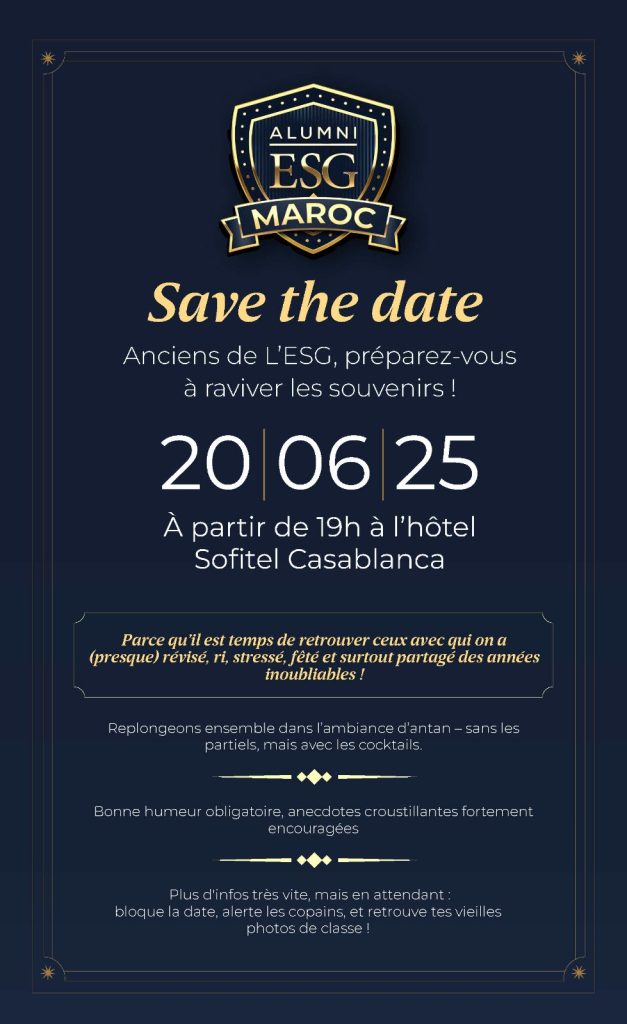 ALUMNI
ESG
MAROC
Save the date
Anciens de L'ESG, préparez-vous
à raviver les souvenirs !
20|06|25
À partir de 19h à l'hôtel
Sofitel Casablanca
Parce qu'il est temps de retrouver ceux avec qui on a
(presque) révisé, ri, stressé, fêté et surtout partagé des années
inoubliables !
Replongeons ensemble dans l'ambiance d'antan – sans les
partiels, mais avec les cocktails.
Bonne humeur obligatoire, anecdotes croustillantes fortement
encouragées
Plus d'infos très vite, mais en attendant :
bloque la date, alerte les copains, et retrouve tes vieilles
photos de classe !